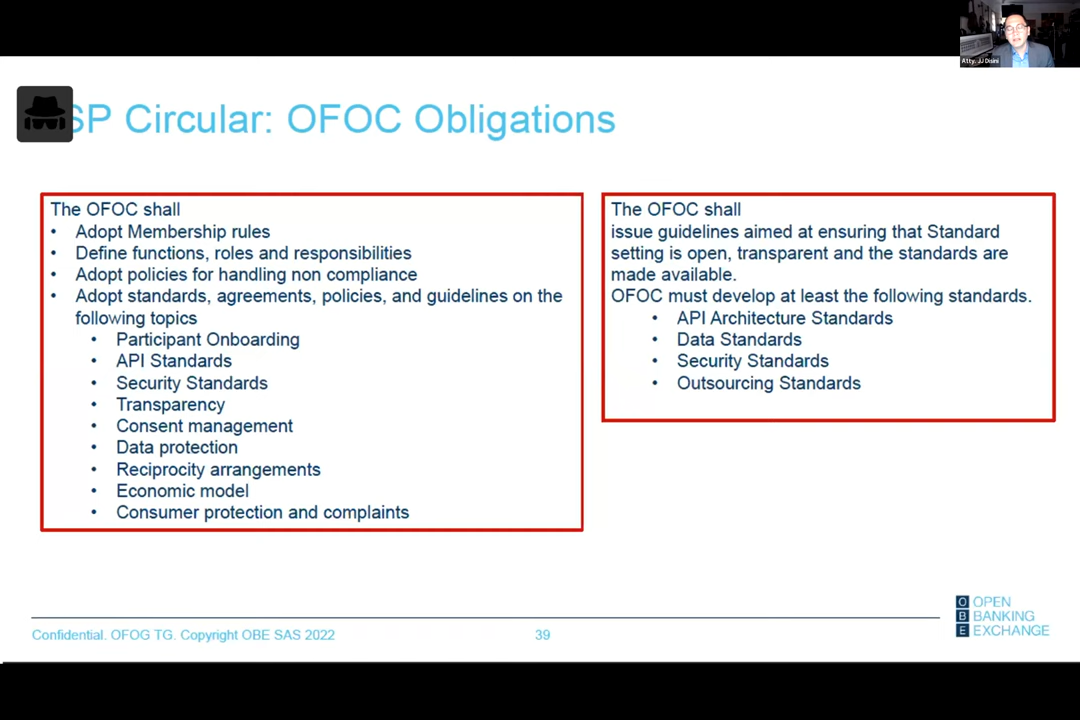 Atty. JJ Disini
SP Circular: OFOC Obligations
The OFOC shall
• Adopt Membership rules
• Define functions, roles and responsibilities
• Adopt policies for handling non compliance
• Adopt standards, agreements, policies, and guidelines on the
following topics
• Participant Onboarding
• API Standards
• Security Standards
• Transparency
• Consent management
• Data protection
• Reciprocity arrangements
• Economic model
• Consumer protection and complaints
The OFOC shall
issue guidelines aimed at ensuring that Standard
setting is open, transparent and the standards are
made available.
OFOC must develop at least the following standards.
• API Architecture Standards
• Data Standards
• Security Standards
• Outsourcing Standards
Confidential. OFOG TG. Copyright OBE SAS 2022
39
O OPEN
B BANKING
E EXCHANGE